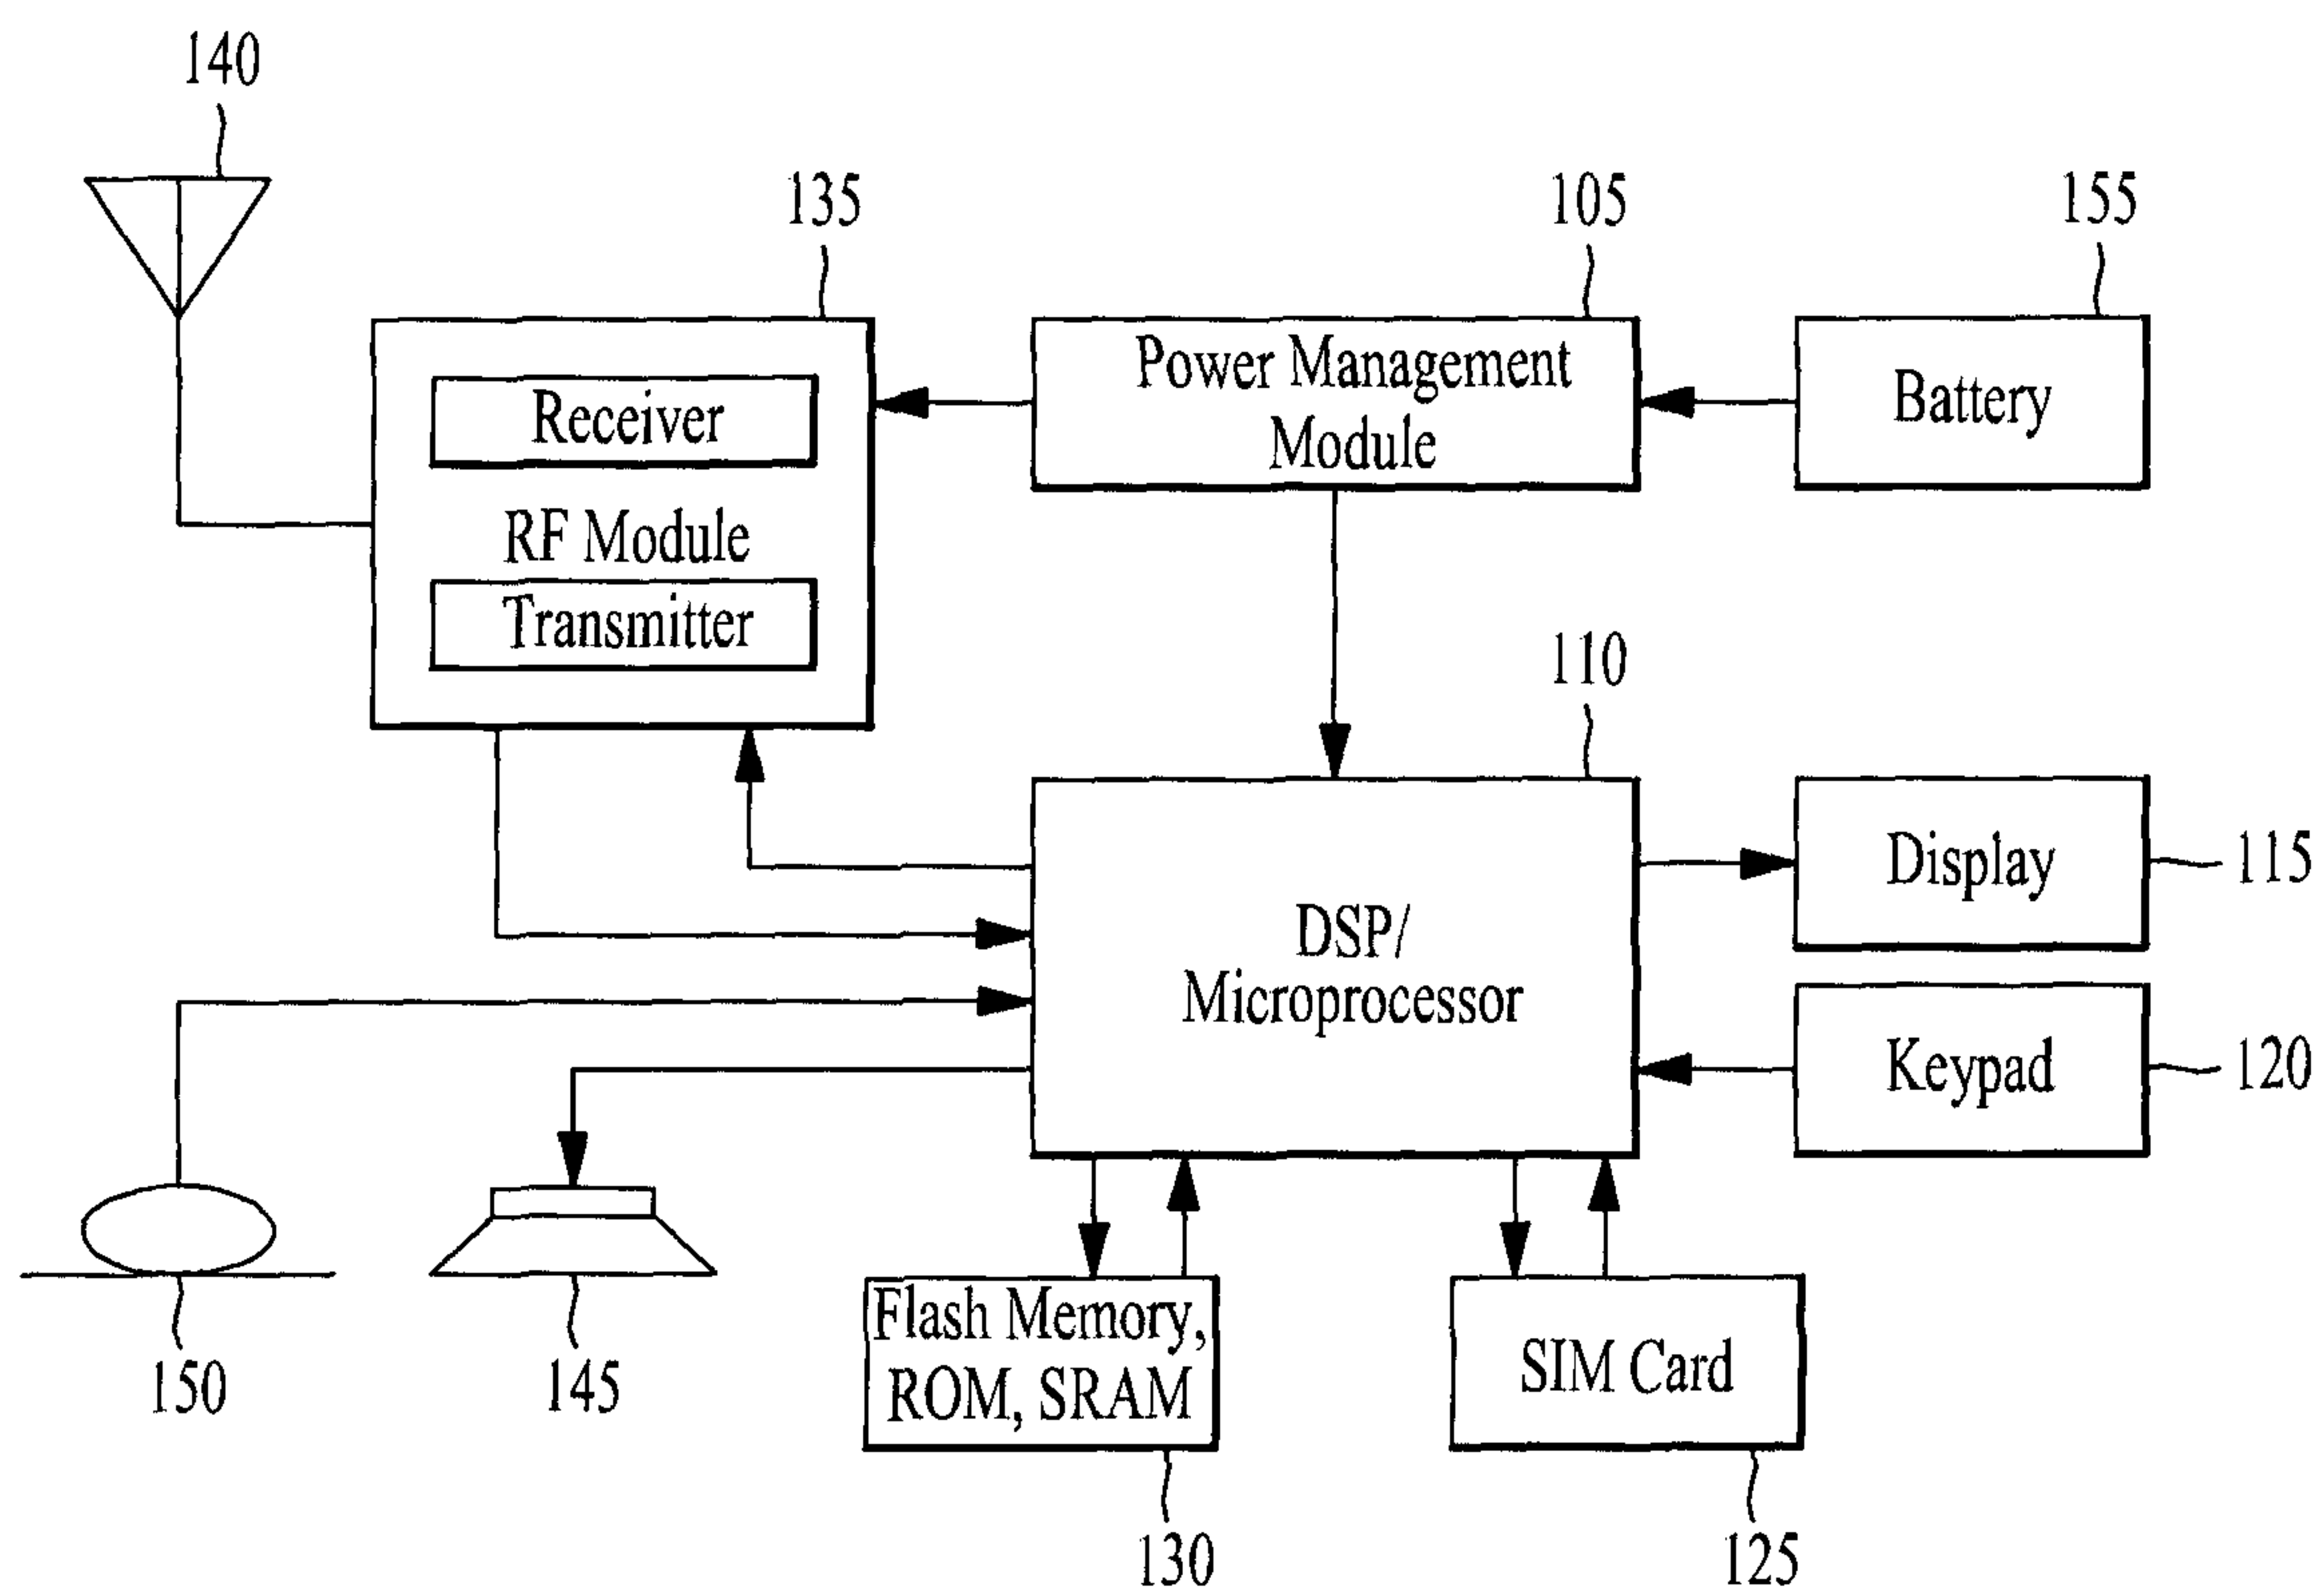 140
135
105
155
Receiver
RF Module
Transmitter
Power Management
Module
Battery
110
DSP/
Microprocessor
Display
115
Keypad
120
150
145
Flash Memory,
ROM, SRAM
130
SIM Card
125